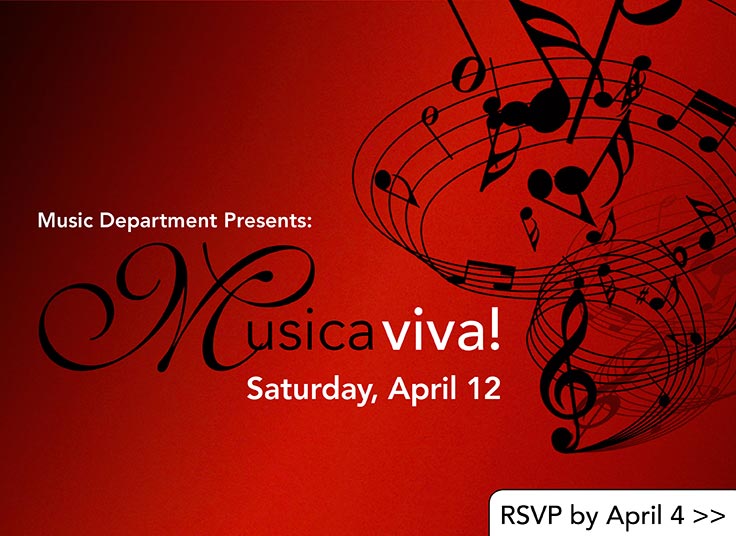 Music Department Presents:
Musica viva!
Saturday, April 12
RSVP by April 4 >>